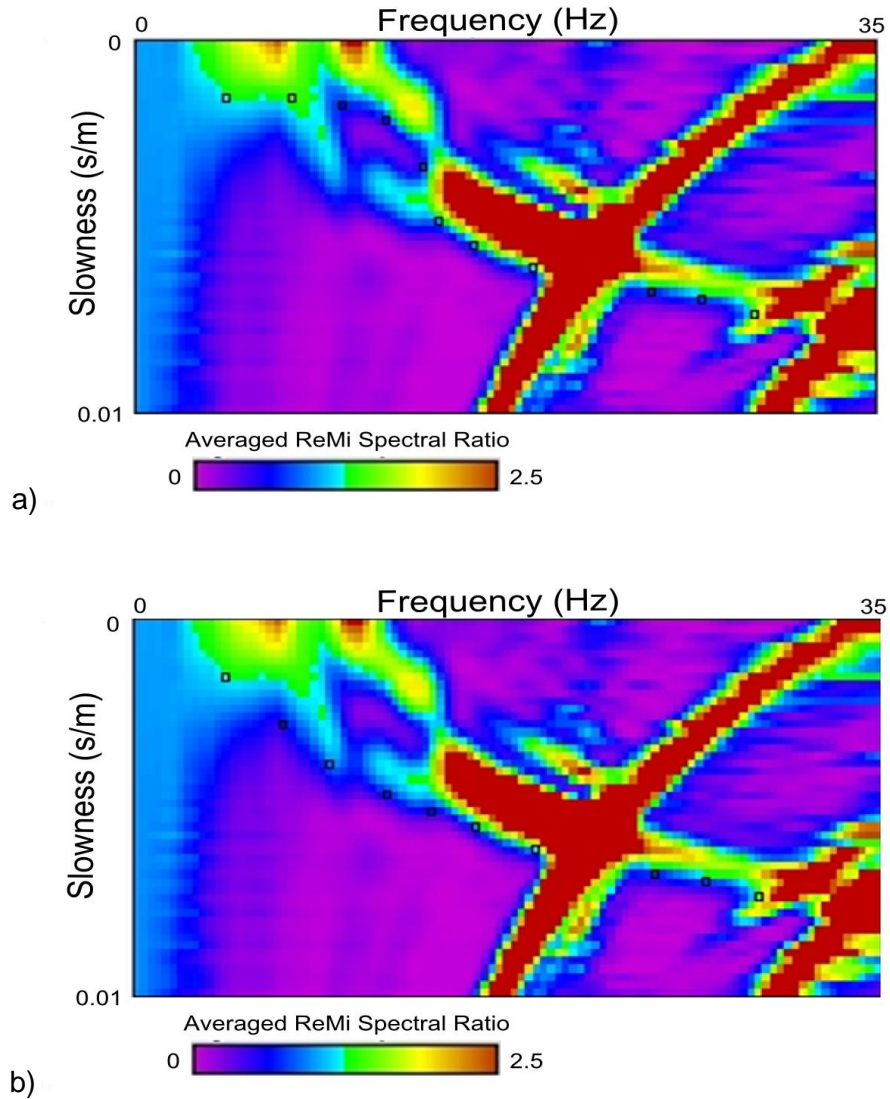 Frequency (Hz)
0
35
0
Slowness (s/m)
0.01
Averaged ReMi Spectral Ratio
0
2.5
a)
Frequency (Hz)
0
35
0
Slowness (s/m)
0.01
Averaged ReMi Spectral Ratio
0
2.5
b)